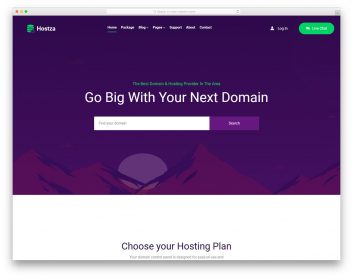 Hostza
Home Package Blog Pages Support About Contact
Log In
Live Chat
The Best Domain & Hosting Provider In The Area
Go Big With Your Next Domain
Find your domain
Search
Choose your Hosting Plan
Your domain control panel is designed for ease-of-use and